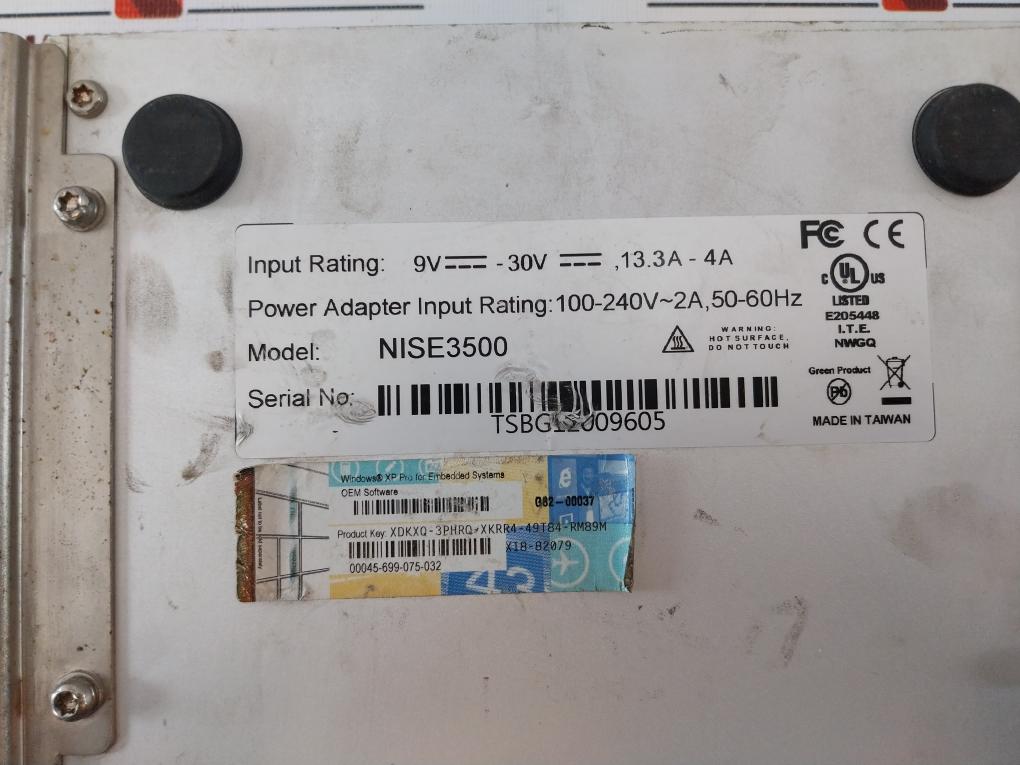 Input Rating: 9V - 30V , 13.3A - 4A
Power Adapter Input Rating:100-240V~2A,50-60Hz
Model: NISE3500
WARNING:
HOT SURFACE,
DO NOT TOUCH
Serial No:
FC CE
C UL US
LISTED
E205448
I.T.E.
NWGQ
Green Product
Pb
MADE IN TAIWAN
Windows® XP Pro for Embedded Systems
OEM Software
G82-00037
Product Key: XDKXQ-3PHRQ-XKRR4-49T84-RM89M
X18-82079
00045-699-075-032